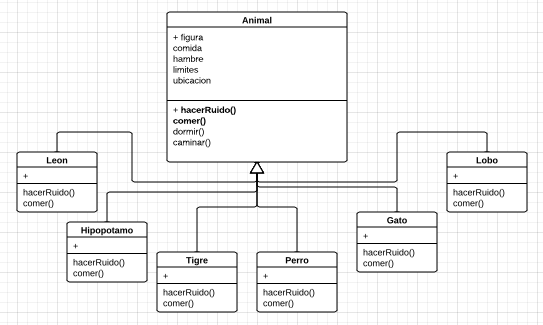 Animal
+ figura
comida
hambre
limites
ubicacion
+ hacerRuido()
comer()
dormir()
caminar()
Leon
+
hacerRuido()
comer()
Lobo
+
hacerRuido()
comer()
Hipopotamo
+
hacerRuido()
comer()
Gato
+
hacerRuido()
comer()
Tigre
+
hacerRuido()
comer()
Perro
+
hacerRuido()
comer()